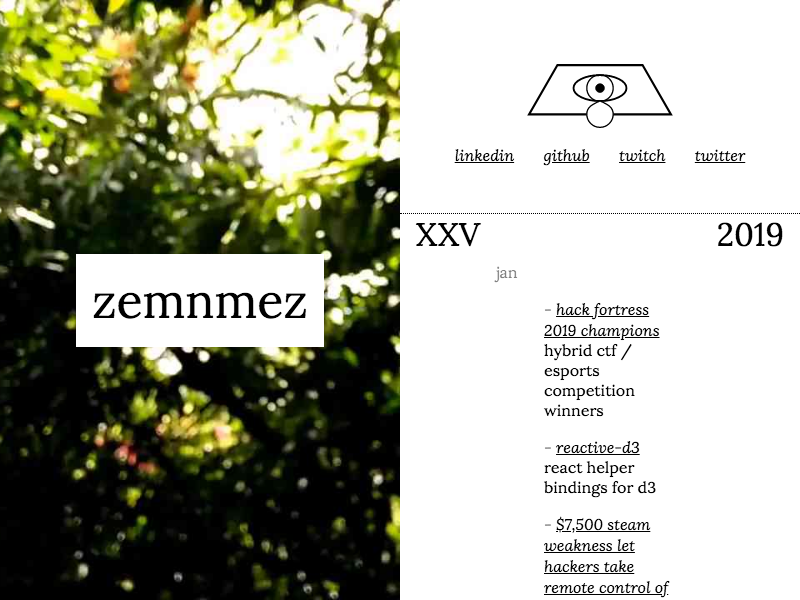 zemnmez
linkedin github twitch twitter
XXV 2019
jan
– hack fortress
2019 champions
hybrid ctf /
esports
competition
winners
– reactive-d3
react helper
bindings for d3
– $7,500 steam
weakness let
hackers take
remote control of